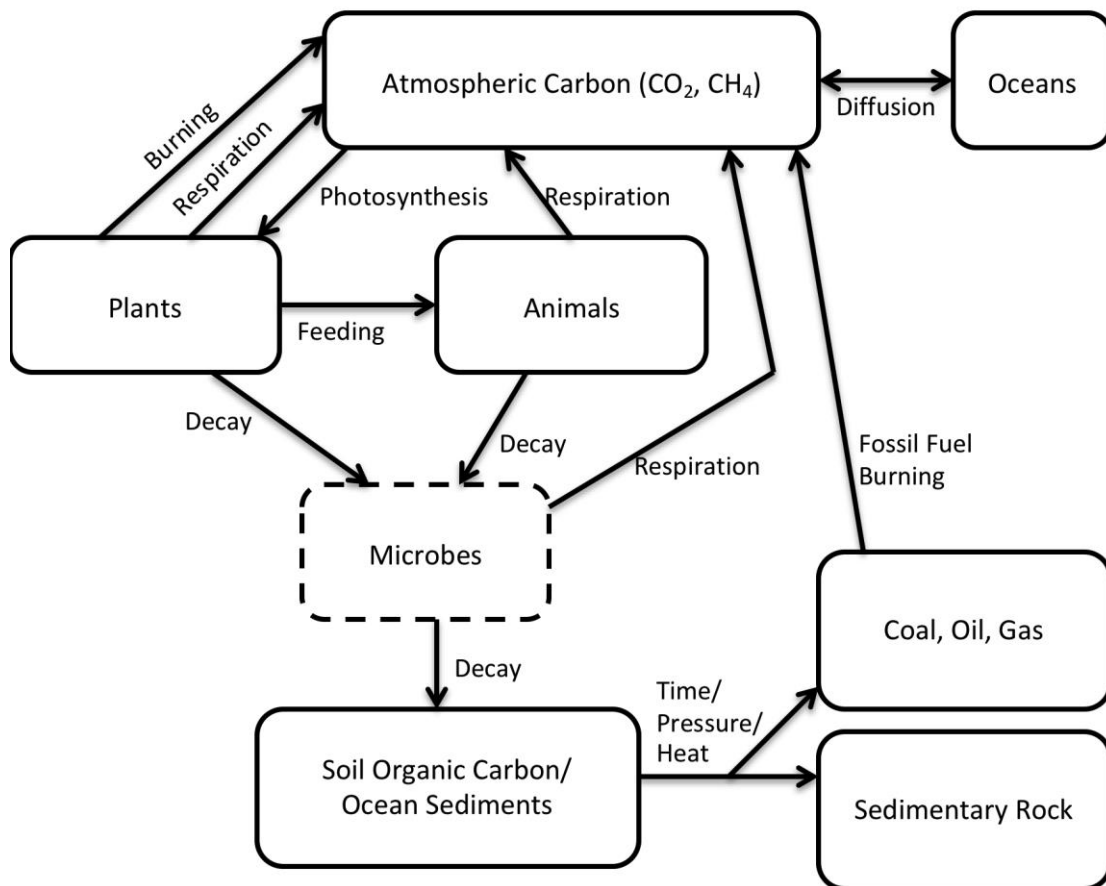 Atmospheric Carbon (CO₂, CH₄)
Oceans
Diffusion
Burning
Respiration
Photosynthesis
Respiration
Plants
Animals
Feeding
Decay
Decay
Respiration
Fossil Fuel
Burning
Microbes
Coal, Oil, Gas
Decay
Time/
Pressure/
Heat
Soil Organic Carbon/
Ocean Sediments
Sedimentary Rock